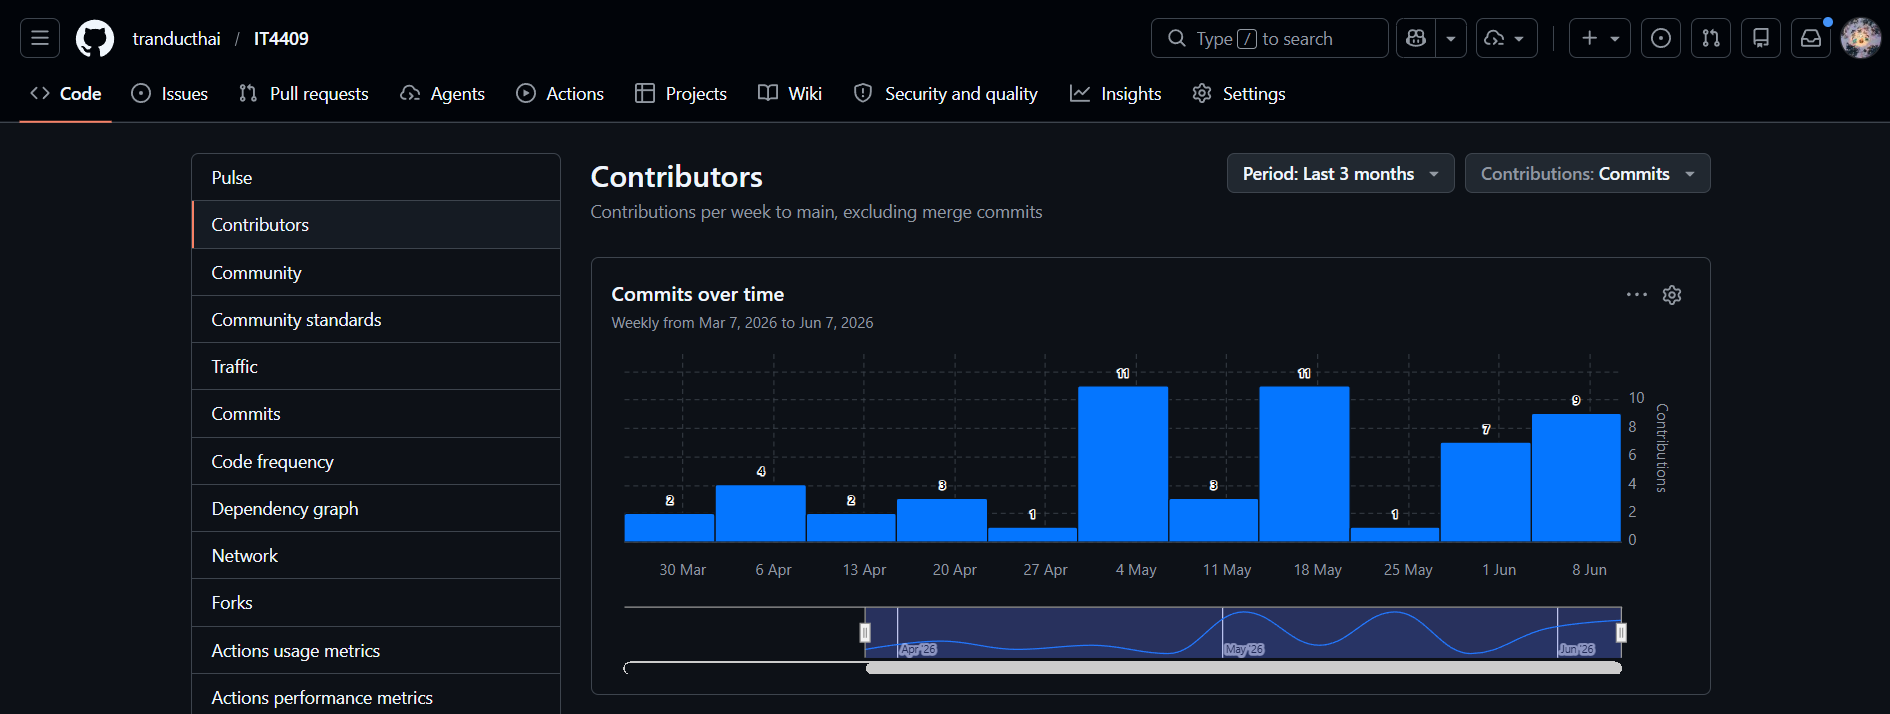 tranducthai / IT4409
Type / to search
Code Issues Pull requests Agents Actions Projects Wiki Security and quality Insights Settings
Pulse
Contributors
Community
Community standards
Traffic
Commits
Code frequency
Dependency graph
Network
Forks
Actions usage metrics
Actions performance metrics
Contributors
Contributions per week to main, excluding merge commits
Period: Last 3 months
Contributions: Commits
Commits over time
Weekly from Mar 7, 2026 to Jun 7, 2026
2 4 2 3 1 11 3 11 1 7 9
10
8
6
4
2
0
Contributions
30 Mar 6 Apr 13 Apr 20 Apr 27 Apr 4 May 11 May 18 May 25 May 1 Jun 8 Jun
Apr '26 May '26 Jun '26